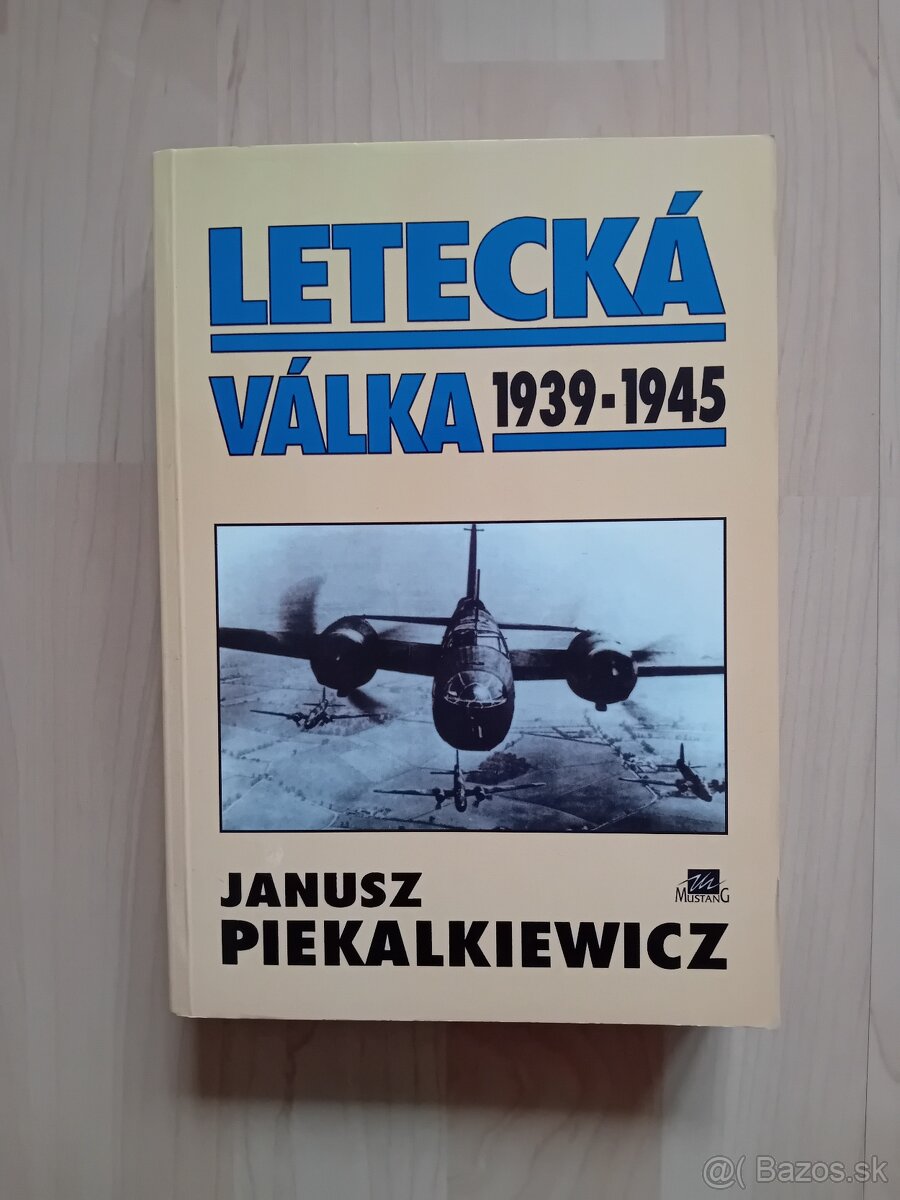 LETECKÁ
VÁLKA 1939-1945
JANUSZ
PIEKALKIEWICZ
MUSTANG
@( Bazos.sk